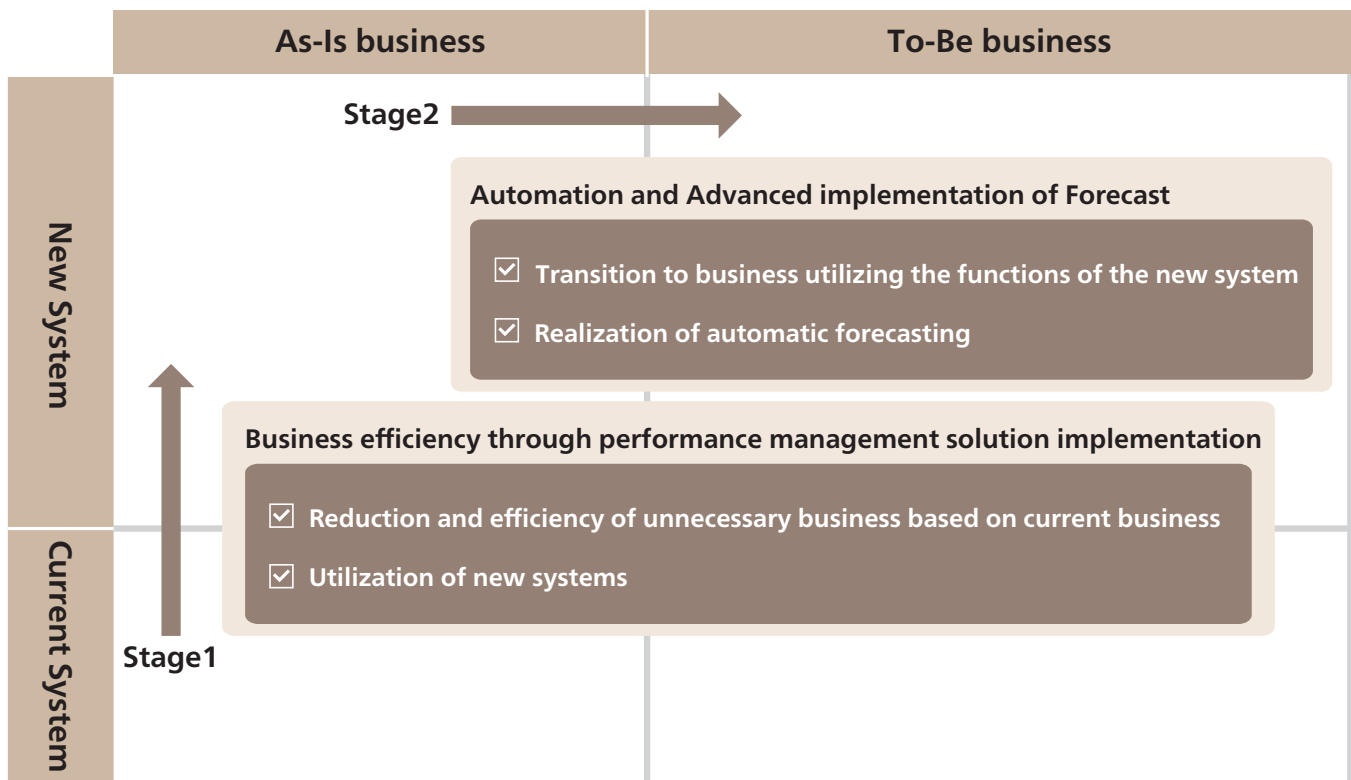 As-Is business
To-Be business
New System
Stage2
Automation and Advanced implementation of Forecast
Transition to business utilizing the functions of the new system
Realization of automatic forecasting
Business efficiency through performance management solution implementation
Reduction and efficiency of unnecessary business based on current business
Utilization of new systems
Current System
Stage1